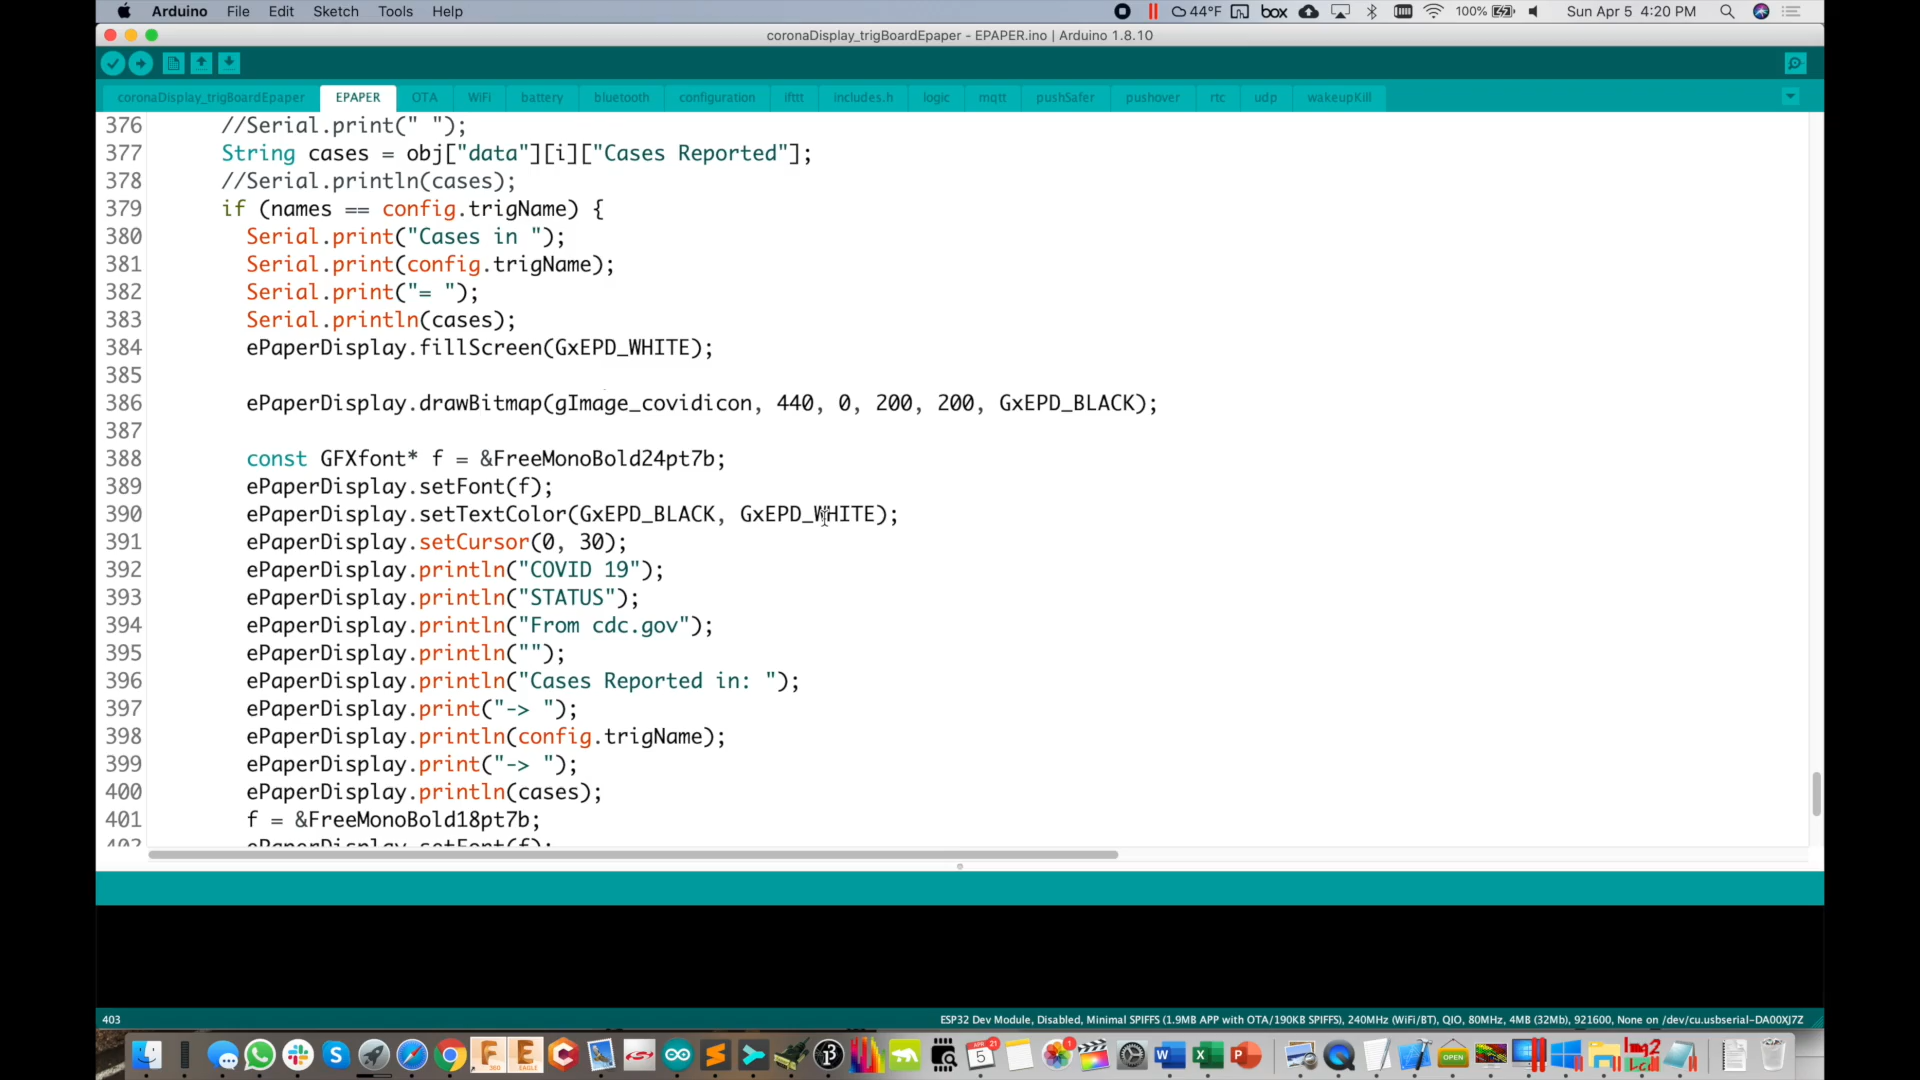 Arduino File Edit Sketch Tools Help 44°F box 100% Sun Apr 5 4:20 PM
coronaDisplay_trigBoardEpaper - EPAPER.ino | Arduino 1.8.10
coronaDisplay_trigBoardEpaper EPAPER OTA WiFi battery bluetooth configuration ifttt includes.h logic mqtt pushSafer pushover rtc udp wakeupKill
376 //Serial.print(" ");
377 String cases = obj["data"][i]["Cases Reported"];
378 //Serial.println(cases);
379 if (names == config.trigName) {
380 Serial.print("Cases in ");
381 Serial.print(config.trigName);
382 Serial.print("= ");
383 Serial.println(cases);
384 ePaperDisplay.fillScreen(GxEPD_WHITE);
385
386 ePaperDisplay.drawBitmap(gImage_covidicon, 440, 0, 200, 200, GxEPD_BLACK);
387
388 const GFXfont* f = &FreeMonoBold24pt7b;
389 ePaperDisplay.setFont(f);
390 ePaperDisplay.setTextColor(GxEPD_BLACK, GxEPD_WHITE);
391 ePaperDisplay.setCursor(0, 30);
392 ePaperDisplay.println("COVID 19");
393 ePaperDisplay.println("STATUS");
394 ePaperDisplay.println("From cdc.gov");
395 ePaperDisplay.println("");
396 ePaperDisplay.println("Cases Reported in: ");
397 ePaperDisplay.print("-> ");
398 ePaperDisplay.println(config.trigName);
399 ePaperDisplay.print("-> ");
400 ePaperDisplay.println(cases);
401 f = &FreeMonoBold18pt7b;
402 ePaperDisplay.setFont(f);
403 ESP32 Dev Module, Disabled, Minimal SPIFFS (1.9MB APP with OTA/190KB SPIFFS), 240MHz (WiFi/BT), QIO, 80MHz, 4MB (32Mb), 921600, None on /dev/cu.usbserial-DA00XJ7Z